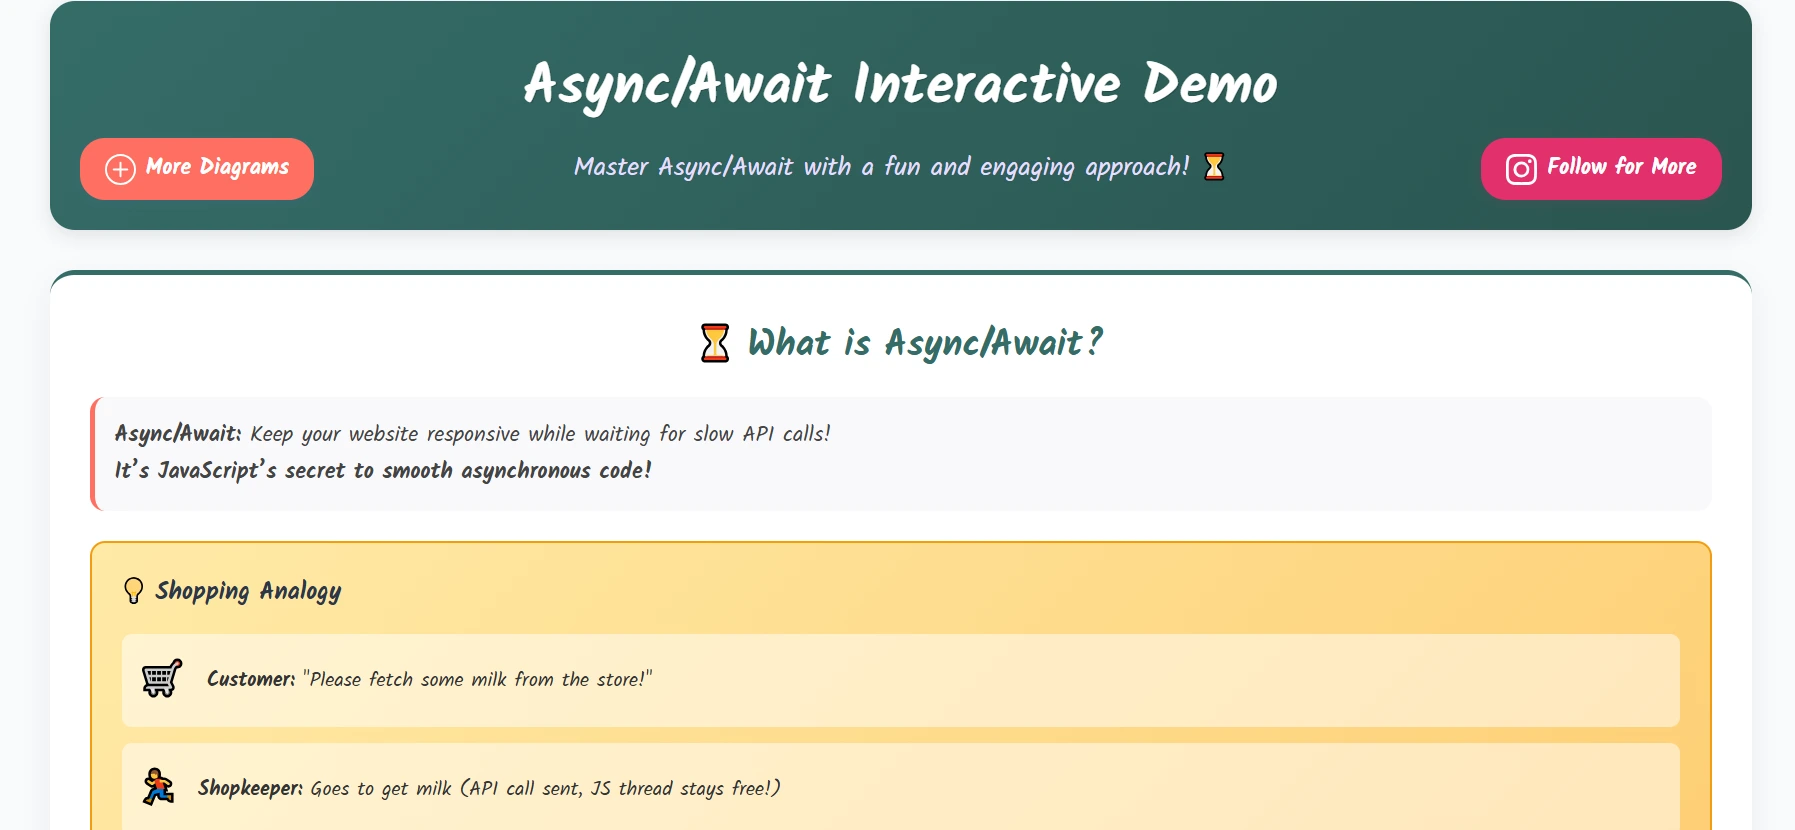 Async/Await Interactive Demo
More Diagrams
Master Async/Await with a fun and engaging approach! ⏳
Follow for More
⏳ What is Async/Await?
Async/Await: Keep your website responsive while waiting for slow API calls!
It's JavaScript's secret to smooth asynchronous code!
💡 Shopping Analogy
🛒 Customer: "Please fetch some milk from the store!"
🏃 Shopkeeper: Goes to get milk (API call sent, JS thread stays free!)